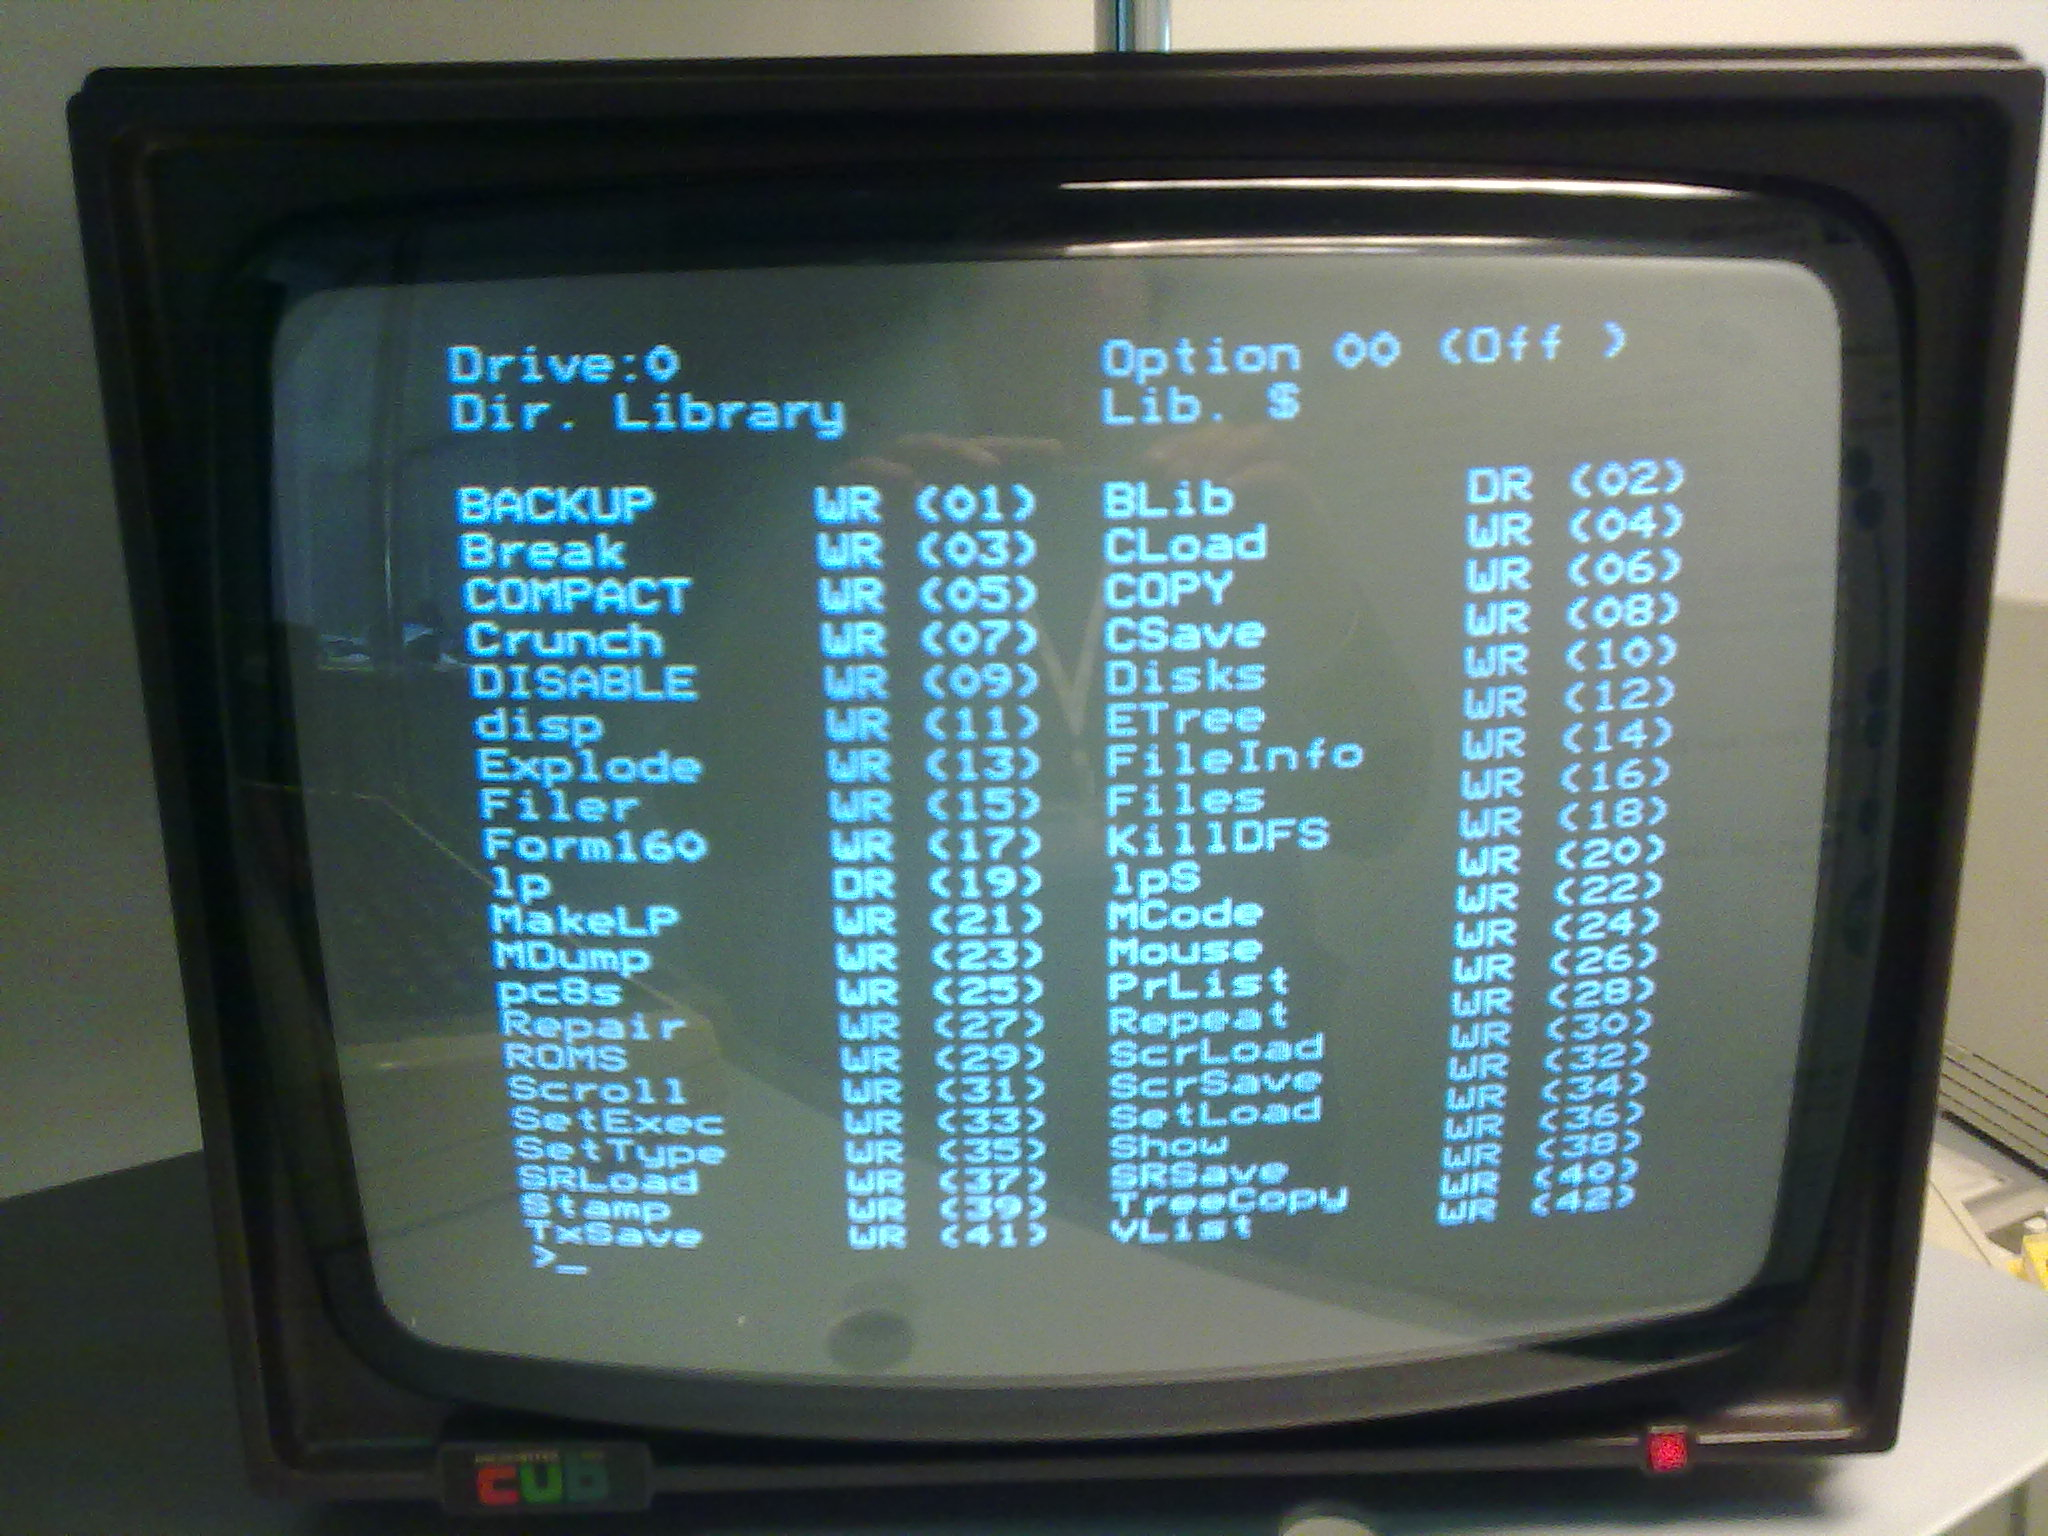 Drive:0 Option 00 (Off )
Dir. Library Lib. $
BACKUP WR (01) BLib DR (02)
Break WR (03) CLoad WR (04)
COMPACT WR (05) COPY WR (06)
Crunch WR (07) CSave WR (08)
DISABLE WR (09) Disks WR (10)
disp WR (11) ETree WR (12)
Explode WR (13) FileInfo WR (14)
Filer WR (15) Files WR (16)
Form160 WR (17) KillDFS WR (18)
lp DR (19) lpS WR (20)
MakeLP WR (21) MCode WR (22)
MDump WR (23) Mouse WR (24)
pc8s WR (25) PrList WR (26)
Repair WR (27) Repeat WR (28)
ROMS WR (29) ScrLoad WR (30)
Scroll WR (31) ScrSave WR (32)
SetExec WR (33) SetLoad WR (34)
SetType WR (35) Show WR (36)
SRLoad WR (37) SRSave WR (38)
Stamp WR (39) TreeCopy WR (40)
TxSave WR (41) VList WR (42)
>_
cub